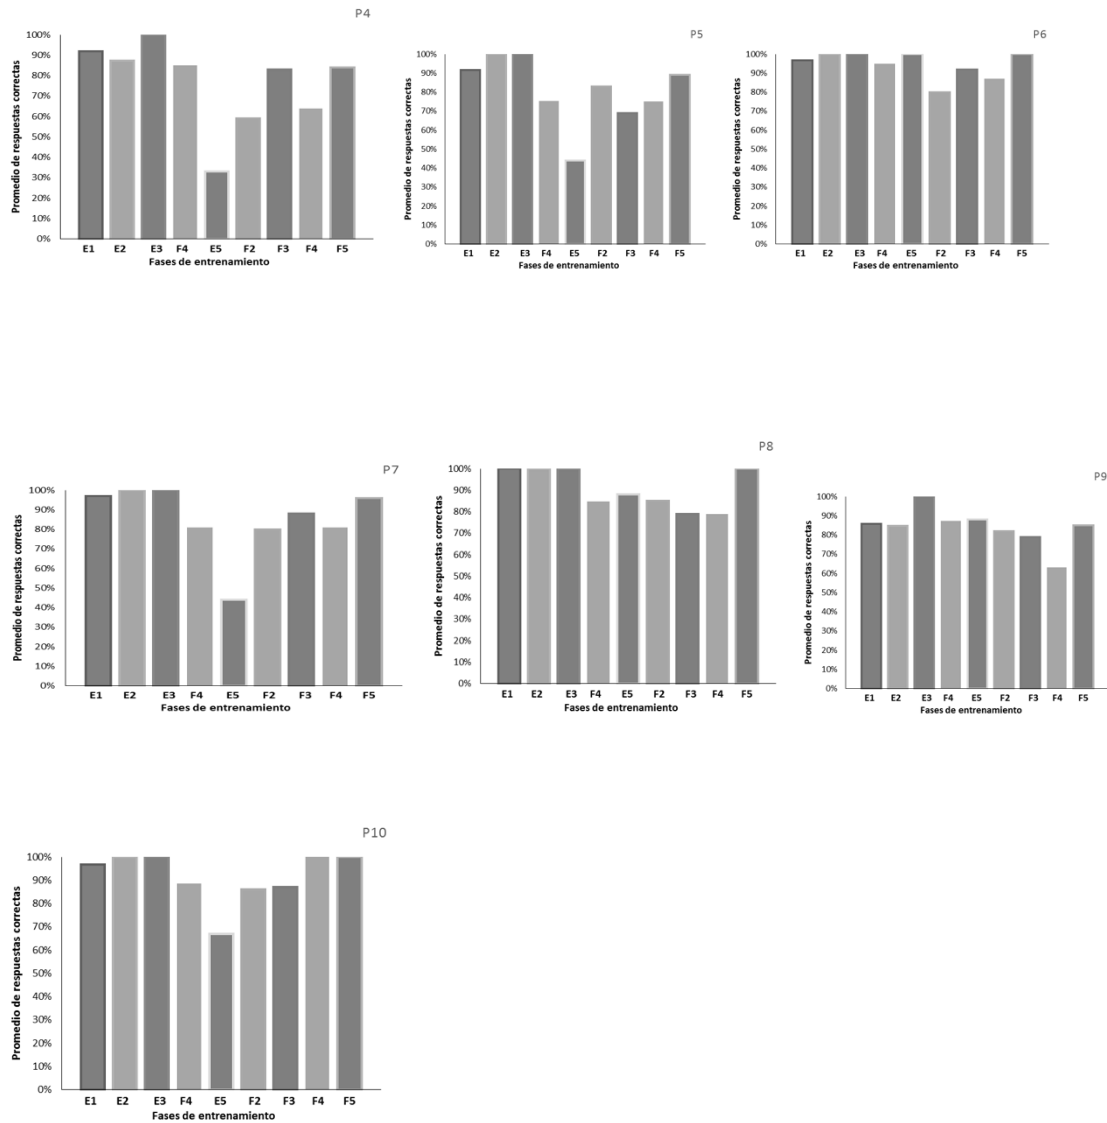 P4
Promedio de respuestas correctas
100%
90%
80%
70%
60%
50%
40%
30%
20%
10%
0%
E1 E2 E3 F4 E5 F2 F3 F4 F5
Fases de entrenamiento
P5
Promedio de respuestas correctas
100%
90%
80%
70%
60%
50%
40%
30%
20%
10%
0%
E1 E2 E3 F4 E5 F2 F3 F4 F5
Fases de entrenamiento
P6
Promedio de respuestas correctas
100%
90%
80%
70%
60%
50%
40%
30%
20%
10%
0%
E1 E2 E3 F4 E5 F2 F3 F4 F5
Fases de entrenamiento
P7
Promedio de respuestas correctas
100%
90%
80%
70%
60%
50%
40%
30%
20%
10%
0%
E1 E2 E3 F4 E5 F2 F3 F4 F5
Fases de entrenamiento
P8
Promedio de respuestas correctas
100%
90%
80%
70%
60%
50%
40%
30%
20%
10%
0%
E1 E2 E3 F4 E5 F2 F3 F4 F5
Fases de entrenamiento
P9
Promedio de respuestas correctas
100%
90%
80%
70%
60%
50%
40%
30%
20%
10%
0%
E1 E2 E3 F4 E5 F2 F3 F4 F5
Fases de entrenamiento
P10
Promedio de respuestas correctas
100%
90%
80%
70%
60%
50%
40%
30%
20%
10%
0%
E1 E2 E3 F4 E5 F2 F3 F4 F5
Fases de entrenamiento